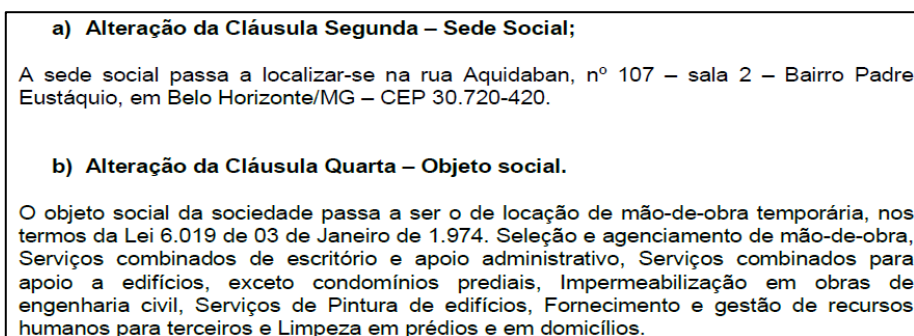 a) Alteração da Cláusula Segunda – Sede Social;
A sede social passa a localizar-se na rua Aquidaban, nº 107 – sala 2 – Bairro Padre
Eustáquio, em Belo Horizonte/MG – CEP 30.720-420.
b) Alteração da Cláusula Quarta – Objeto social.
O objeto social da sociedade passa a ser o de locação de mão-de-obra temporária, nos
termos da Lei 6.019 de 03 de Janeiro de 1.974. Seleção e agenciamento de mão-de-obra,
Serviços combinados de escritório e apoio administrativo, Serviços combinados para
apoio a edifícios, exceto condomínios prediais, Impermeabilização em obras de
engenharia civil, Serviços de Pintura de edifícios, Fornecimento e gestão de recursos
humanos para terceiros e Limpeza em prédios e em domicílios.